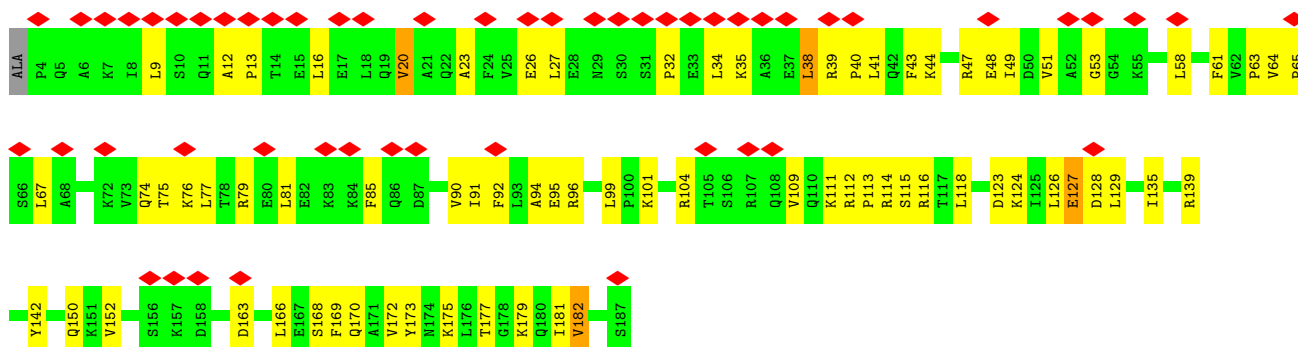 ALA P4 Q5 A6 K7 I8 L9 S10 Q11 A12 P13 T14 E15 L16 E17 L18 Q19 V20 A21 Q22 A23 F24 V25 E26 L27 E28 N29 S30 S31 P32 E33 L34 K35 A36 E37 L38 R39 P40 L41 Q42 F43 K44 R47 E48 I49 D50 V51 A52 G53 G54 K55 L58 F61 V62 P63 V64 P65
S66 L67 A68 K72 V73 Q74 T75 K76 L77 T78 R79 E80 L81 E82 K83 K84 F85 Q86 D87 V90 I91 F92 L93 A94 E95 R96 L99 P100 K101 R104 T105 S106 R107 Q108 V109 Q110 K111 R112 P113 R114 S115 R116 T117 L118 D123 K124 I125 L126 E127 D128 L129 I135 R139
Y142 Q150 K151 V152 S156 K157 D158 D163 L166 E167 S168 F169 Q170 A171 V172 Y173 N174 K175 L176 T177 G178 K179 Q180 I181 V182 S187